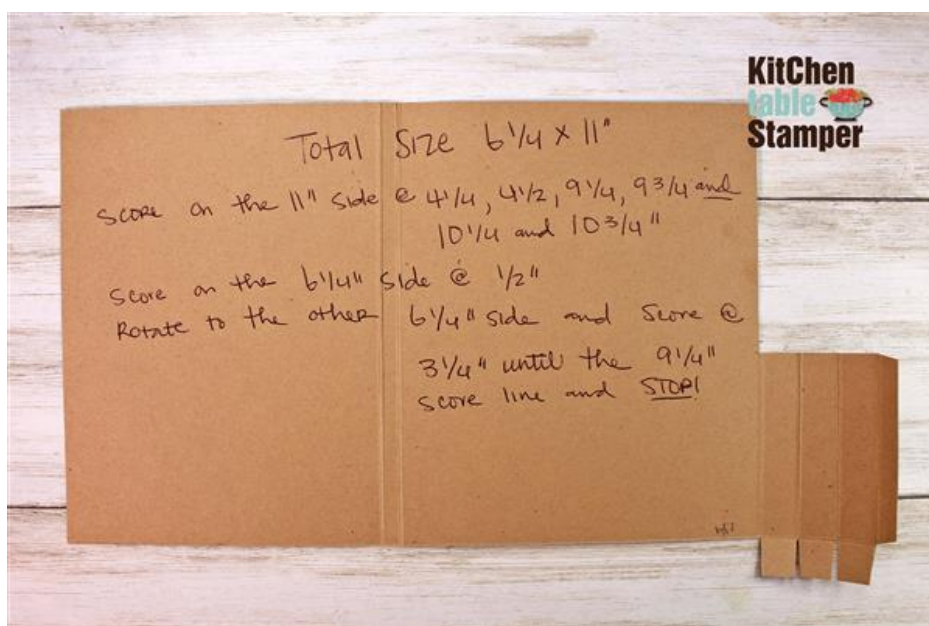 KitChen
table
Stamper
Total Size 6 1/4 x 11"
Score on the 11" side @ 4 1/4, 4 1/2, 9 1/4, 9 3/4 and
10 1/4 and 10 3/4"
Score on the 6 1/4" side @ 1/2"
Rotate to the other 6 1/4" side and Score @
3 1/4" until the 9 1/4"
score line and STOP!